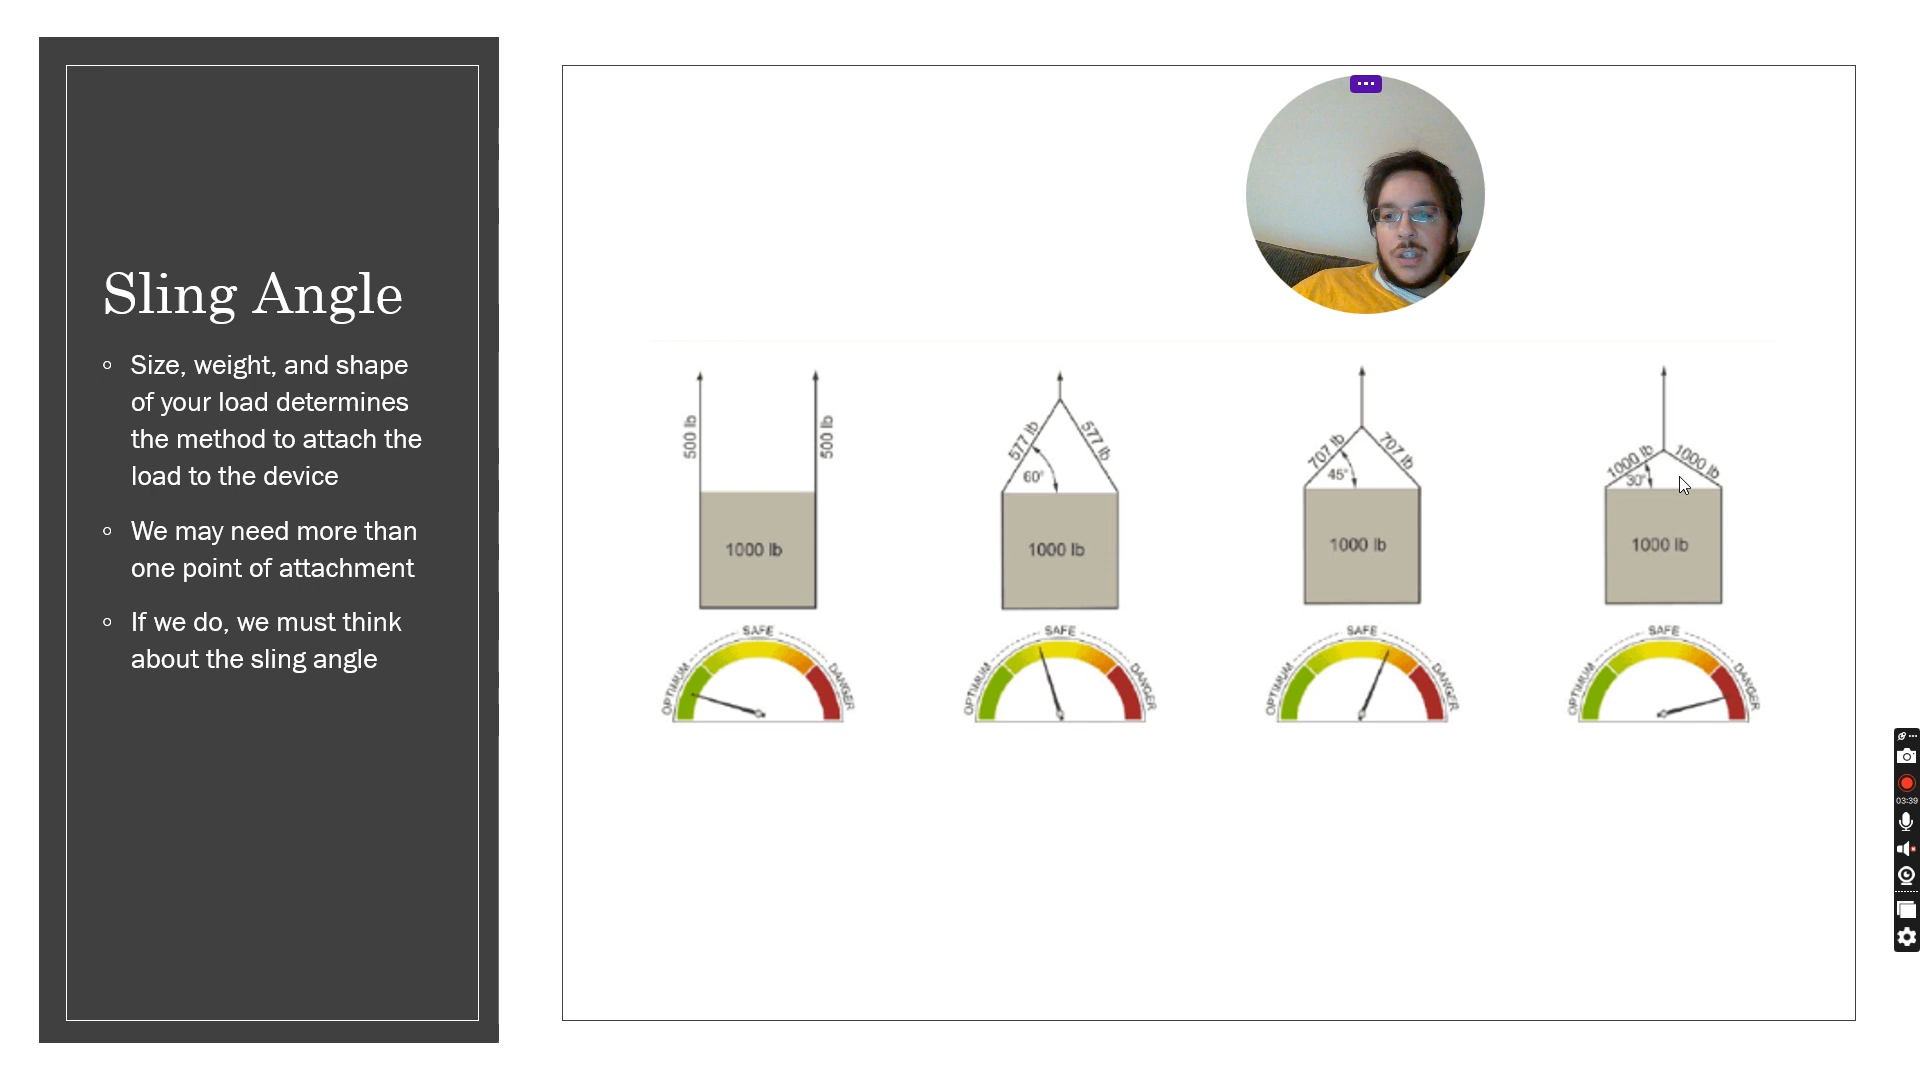 Sling Angle
Size, weight, and shape
of your load determines
the method to attach the
load to the device
We may need more than
one point of attachment
If we do, we must think
about the sling angle
500 lb
500 lb
1000 lb
SAFE
OPTIMUM
DANGER
577 lb
577 lb
60°
1000 lb
SAFE
OPTIMUM
DANGER
707 lb
707 lb
45°
1000 lb
SAFE
OPTIMUM
DANGER
1000 lb
1000 lb
30°
1000 lb
SAFE
OPTIMUM
DANGER
03:39